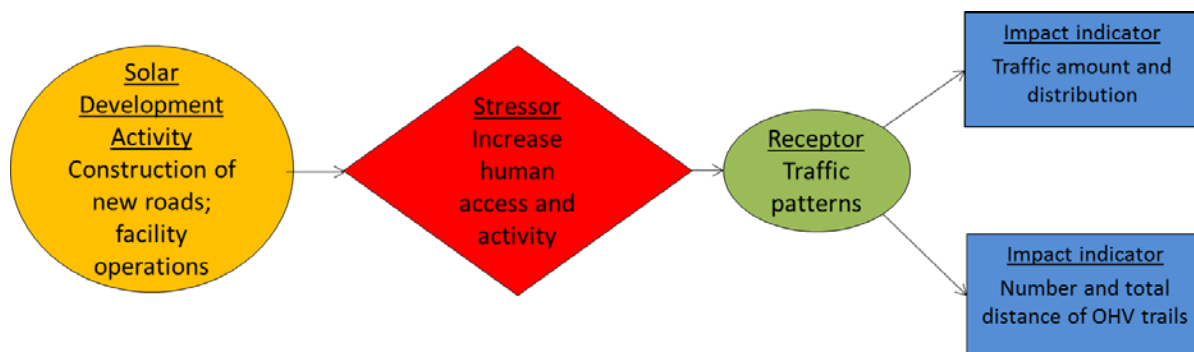 Solar
Development
Activity
Construction of
new roads;
facility
operations
Stressor
Increase
human
access and
activity
Receptor
Traffic
patterns
Impact indicator
Traffic amount and
distribution
Impact indicator
Number and total
distance of OHV trails